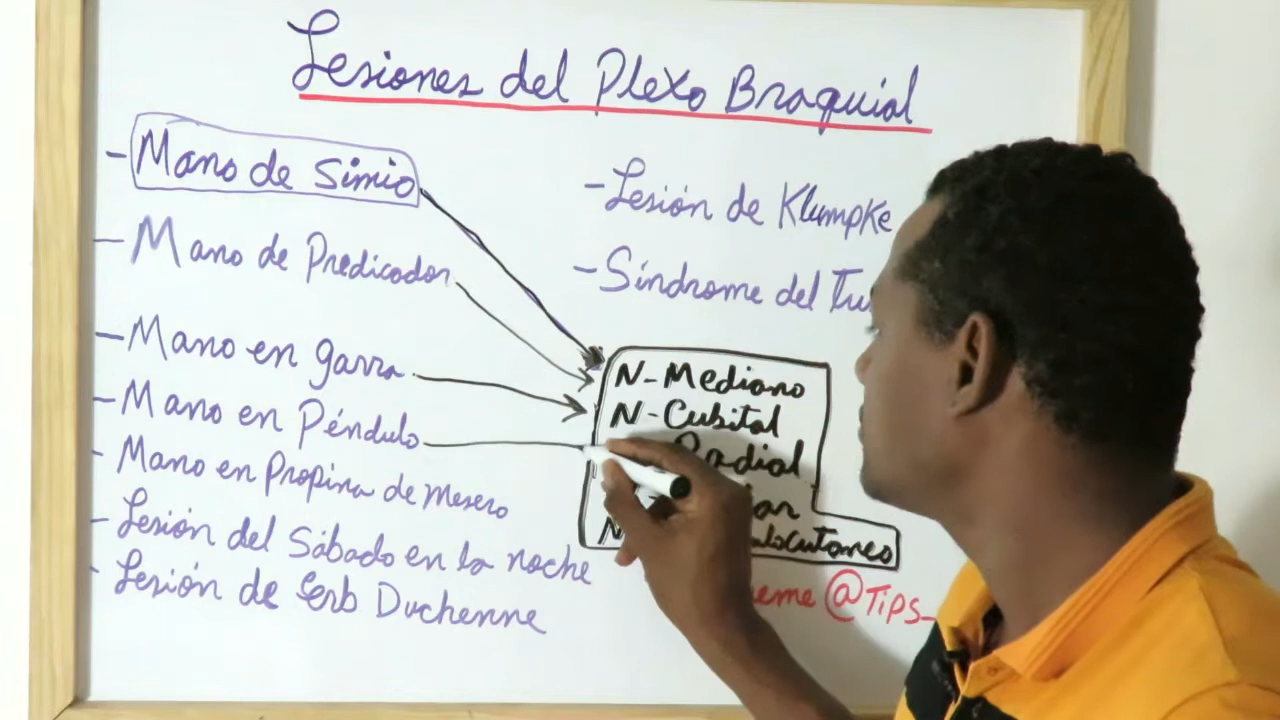 Lesiones del Plexo Braquial
- Mano de Simio
- Mano de Predicador
- Mano en garra
- Mano en Péndulo
- Mano en Propina de mesero
- Lesión del Sábado en la noche
- Lesión de Erb Duchenne
- Lesión de Klumpke
- Síndrome del
N- Mediano
N- Cubital
Radial
N
@TIPS_